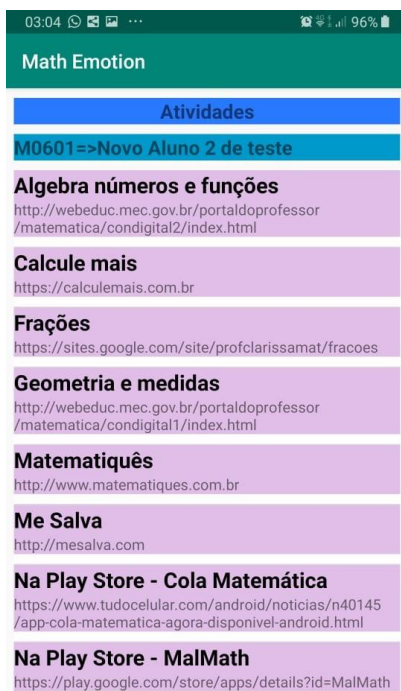 03:04 ... 96%
Math Emotion
Atividades
M0601=>Novo Aluno 2 de teste
Algebra números e funções
http://webeduc.mec.gov.br/portaldoprofessor
/matematica/condigital2/index.html
Calcule mais
https://calculemais.com.br
Frações
https://sites.google.com/site/profclarissamat/fracoes
Geometria e medidas
http://webeduc.mec.gov.br/portaldoprofessor
/matematica/condigital1/index.html
Matematiquês
http://www.matematiques.com.br
Me Salva
http://mesalva.com
Na Play Store - Cola Matemática
https://www.tudocelular.com/android/noticias/n40145
/app-cola-matematica-agora-disponivel-android.html
Na Play Store - MalMath
https://play.google.com/store/apps/details?id=MalMath